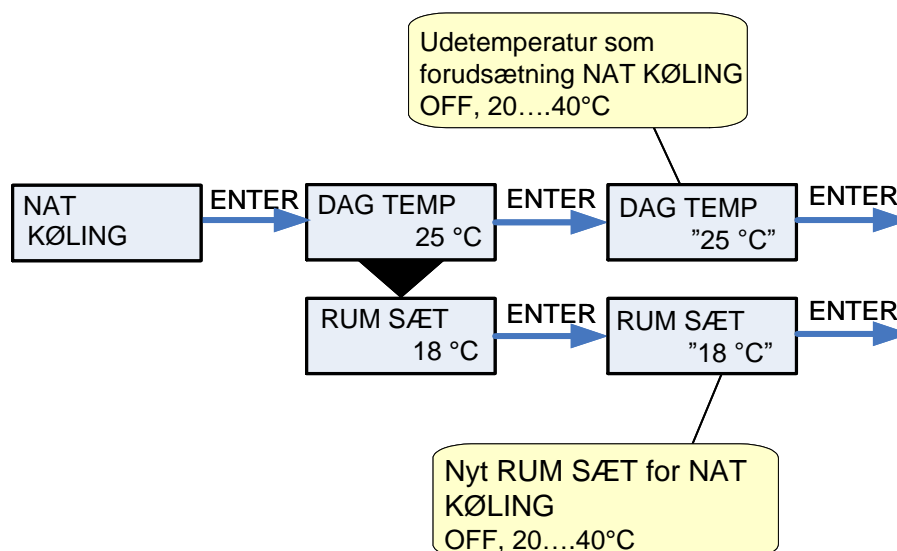 Udetemperatur som
forudsætning NAT KØLING
OFF, 20….40°C
NAT
KØLING
ENTER
DAG TEMP
25 °C
ENTER
DAG TEMP
”25 °C”
ENTER
RUM SÆT
18 °C
ENTER
RUM SÆT
”18 °C”
ENTER
Nyt RUM SÆT for NAT
KØLING
OFF, 20….40°C